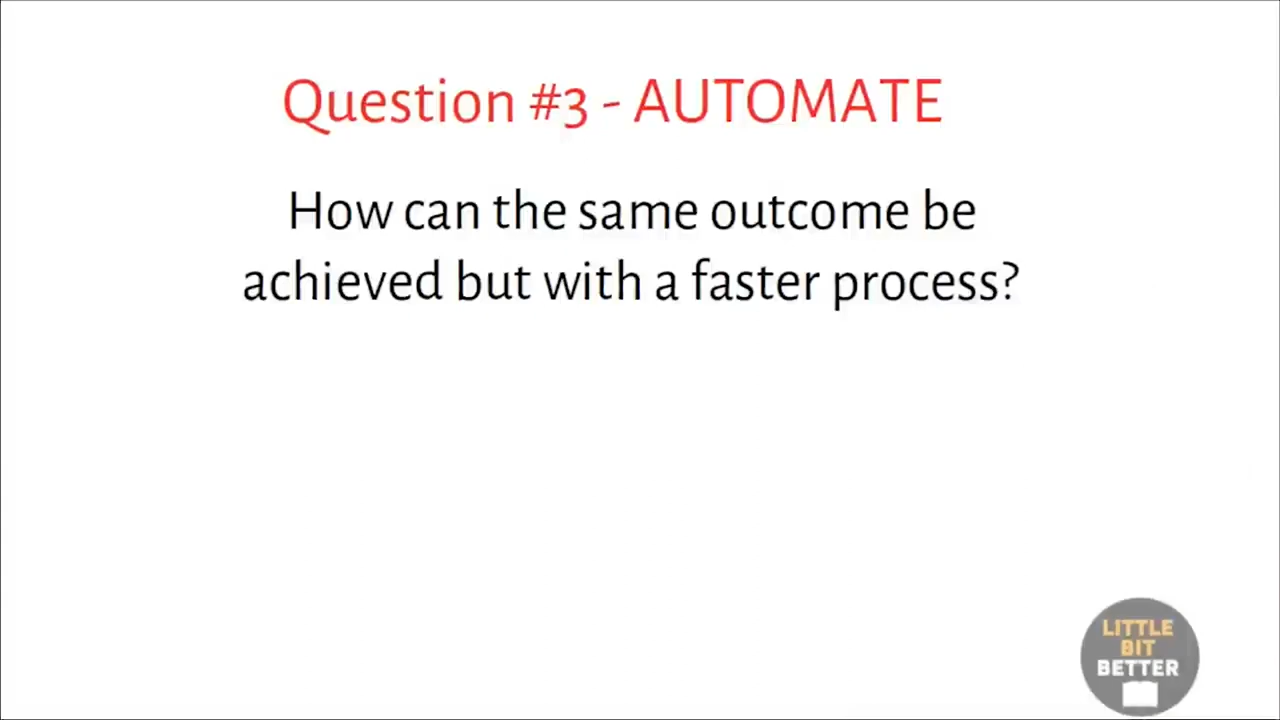 Question #3 - AUTOMATE
How can the same outcome be
achieved but with a faster process?
LITTLE
BIT
BETTER